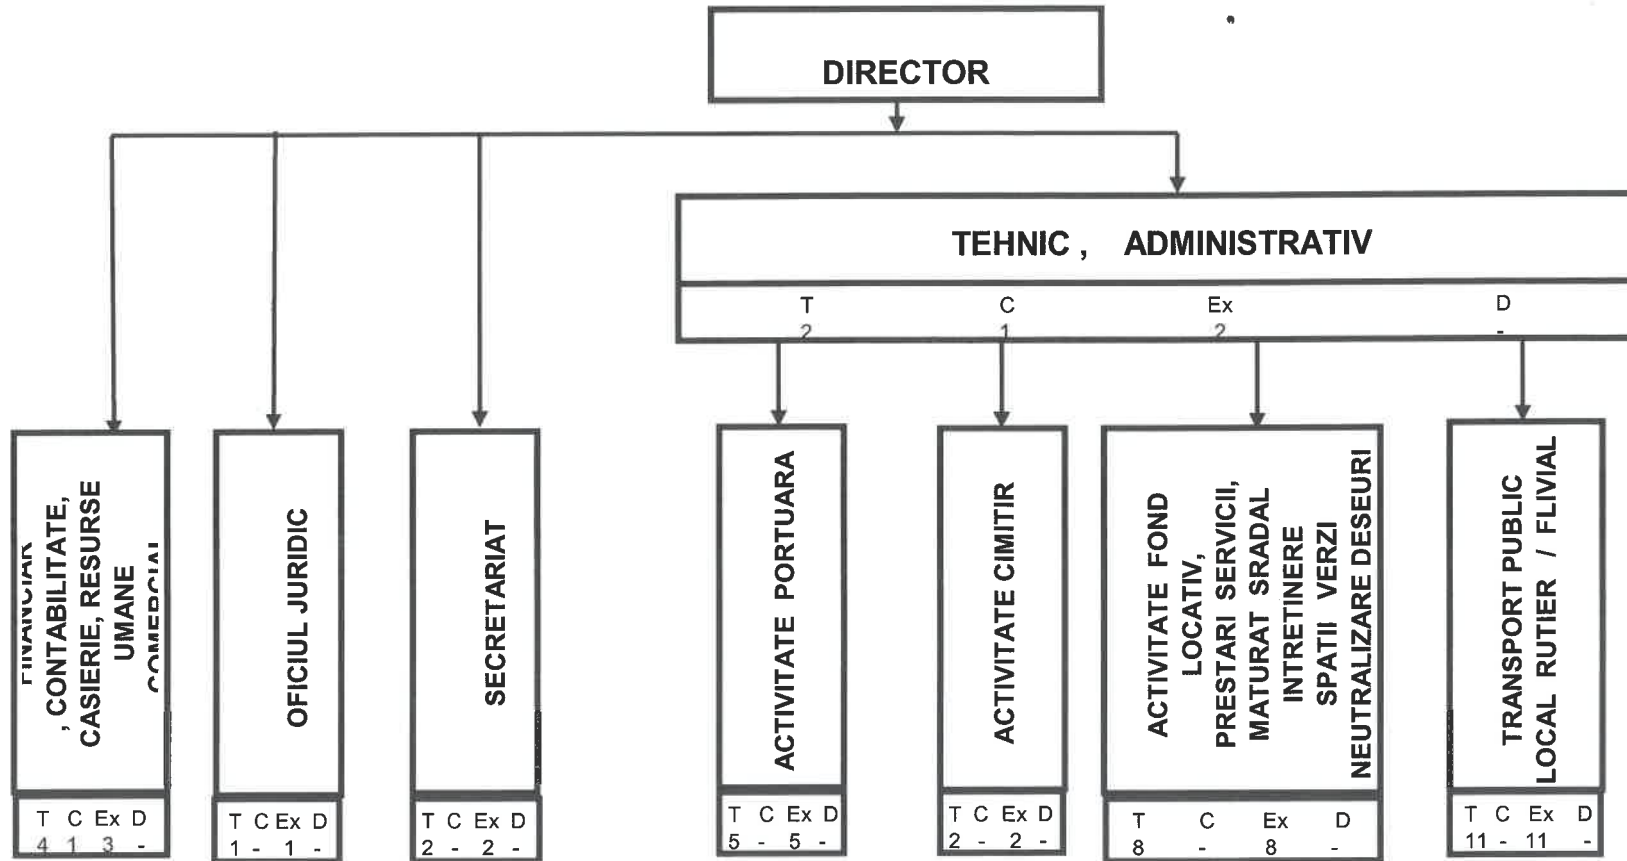 DIRECTOR
TEHNIC , ADMINISTRATIV
T C Ex D
2 1 2 -
FINANCIAR
, CONTABILITATE,
CASIERIE, RESURSE
UMANE
COMERCIAL
T C Ex D
4 1 3 -
OFICIUL JURIDIC
T C Ex D
1 - 1 -
SECRETARIAT
T C Ex D
2 - 2 -
ACTIVITATE PORTUARA
T C Ex D
5 - 5 -
ACTIVITATE CIMITIR
T C Ex D
2 - 2 -
ACTIVITATE FOND
LOCATIV,
PRESTARI SERVICII,
MATURAT SRADAL
INTRETINERE
SPATII VERZI
NEUTRALIZARE DESEURI
T C Ex D
8 - 8 -
TRANSPORT PUBLIC
LOCAL RUTIER / FLIVIAL
T C Ex D
11 - 11 -